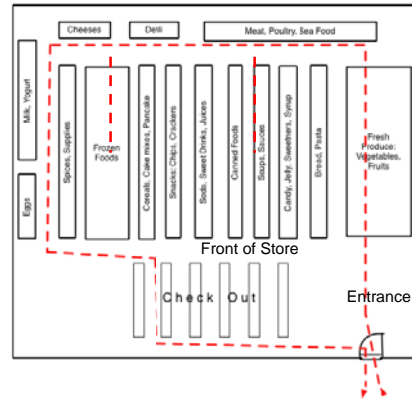 Cheeses
Delli
Meat, Poultry, Sea Food
Milk, Yogurt
Eggs
Spices, Suppies
Frozen
Foods
Cereals, Cake mixes, Pancake
Snacks: Chips, Crackers
Soda, Sweet Drinks, Juices
Canned Foods
Soups, Sauces
Candy, Jelly, Sweetners, Syrup
Bread, Pasta
Fresh
Produce:
Vegetables,
Fruits
Front of Store
Check Out
Entrance